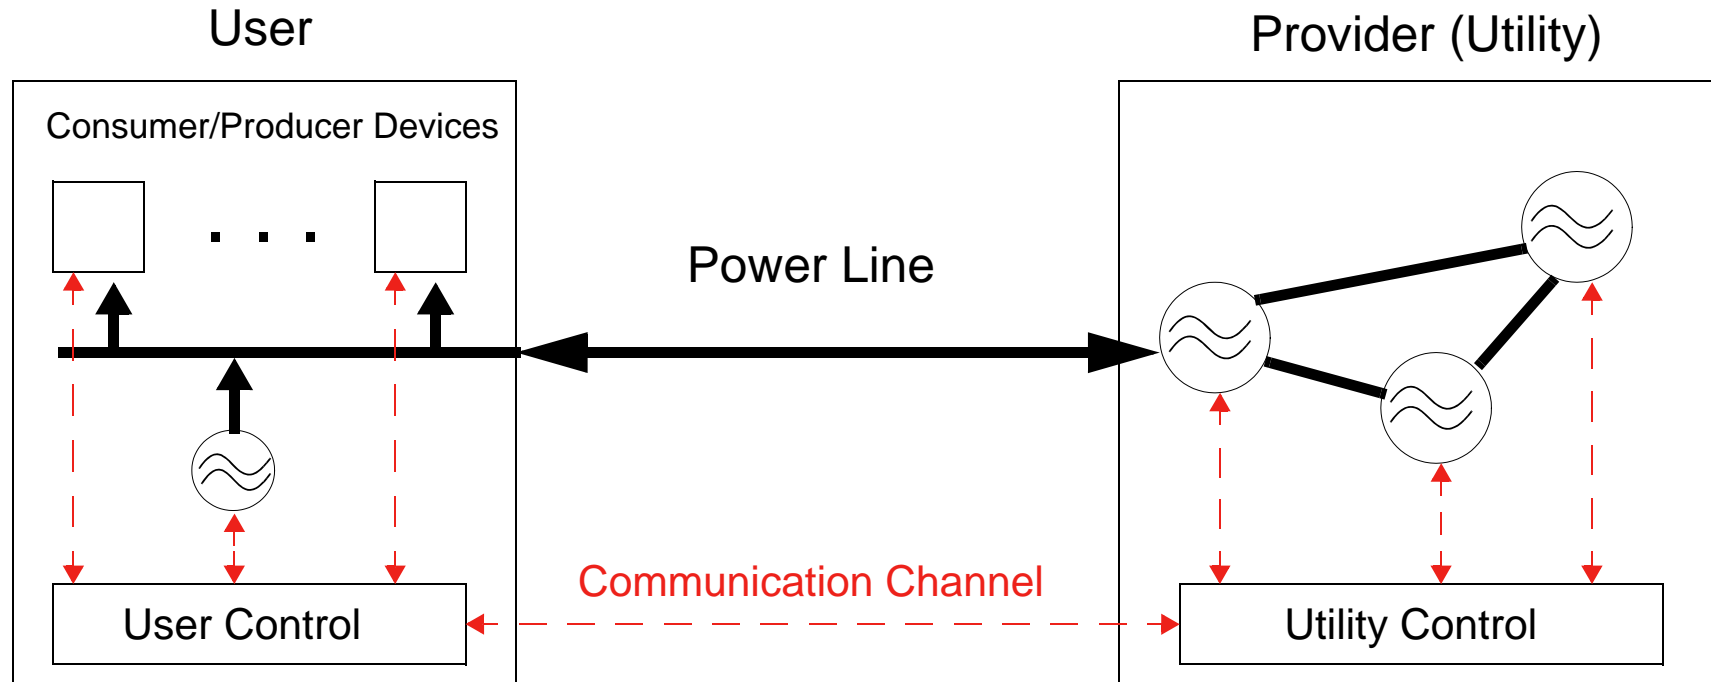 User
Provider (Utility)
Consumer/Producer Devices
. . .
Power Line
Communication Channel
User Control
Utility Control